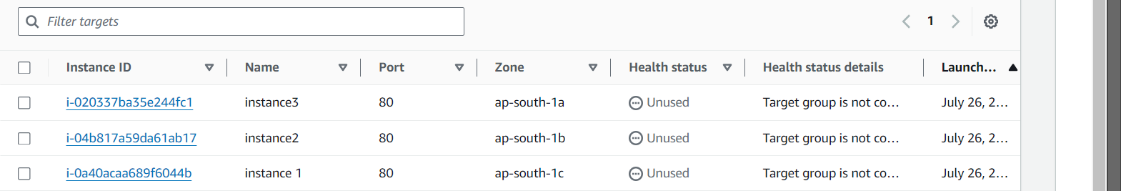 Filter targets 1
Instance ID Name Port Zone Health status Health status details Launch...
i-020337ba35e244fc1 instance3 80 ap-south-1a Unused Target group is not co... July 26, 2...
i-04b817a59da61ab17 instance2 80 ap-south-1b Unused Target group is not co... July 26, 2...
i-0a40acaa689f6044b instance 1 80 ap-south-1c Unused Target group is not co... July 26, 2...